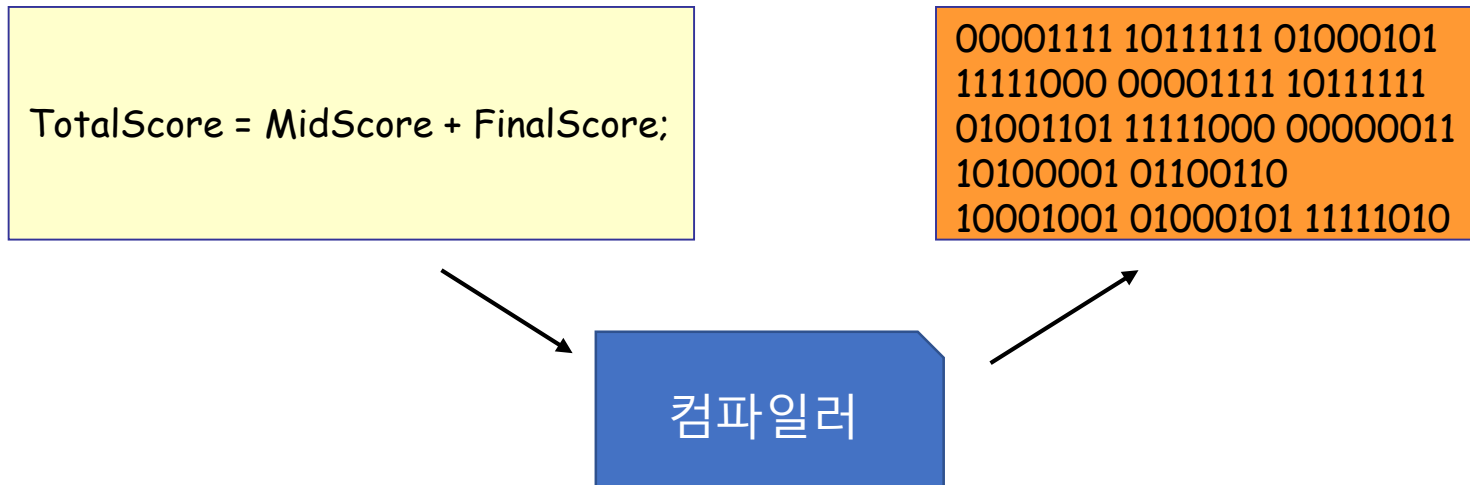 TotalScore = MidScore + FinalScore;
00001111 10111111 01000101
11111000 00001111 10111111
01001101 11111000 00000011
10100001 01100110
10001001 01000101 11111010
컴파일러